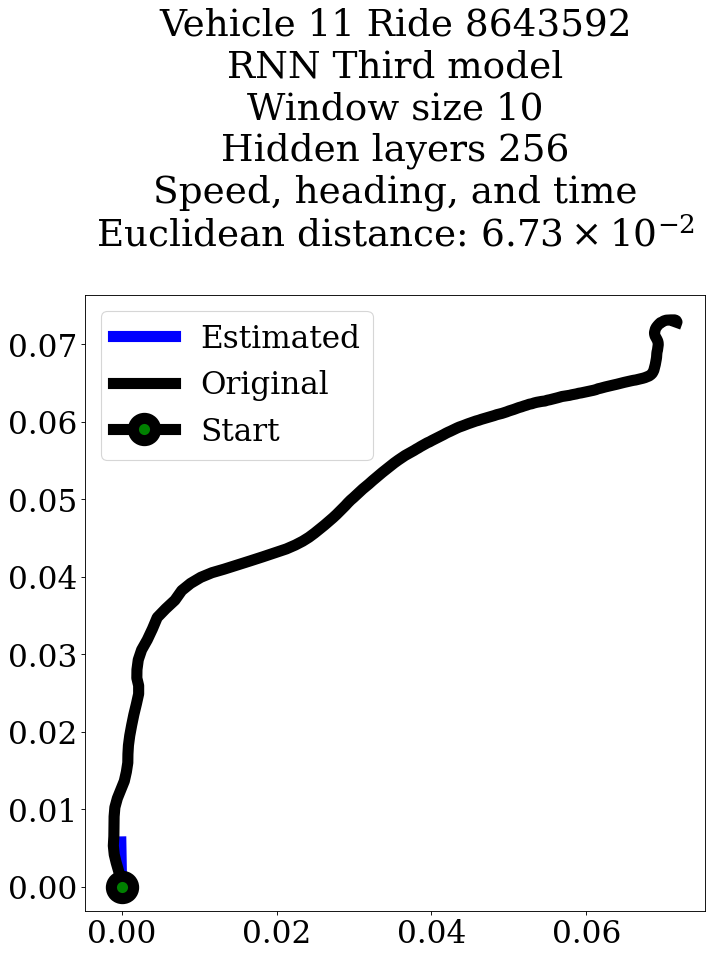 Vehicle 11 Ride 8643592
RNN Third model
Window size 10
Hidden layers 256
Speed, heading, and time
Euclidean distance: 6.73 × 10⁻²
Estimated
Original
Start
0.07
0.06
0.05
0.04
0.03
0.02
0.01
0.00
0.00 0.02 0.04 0.06